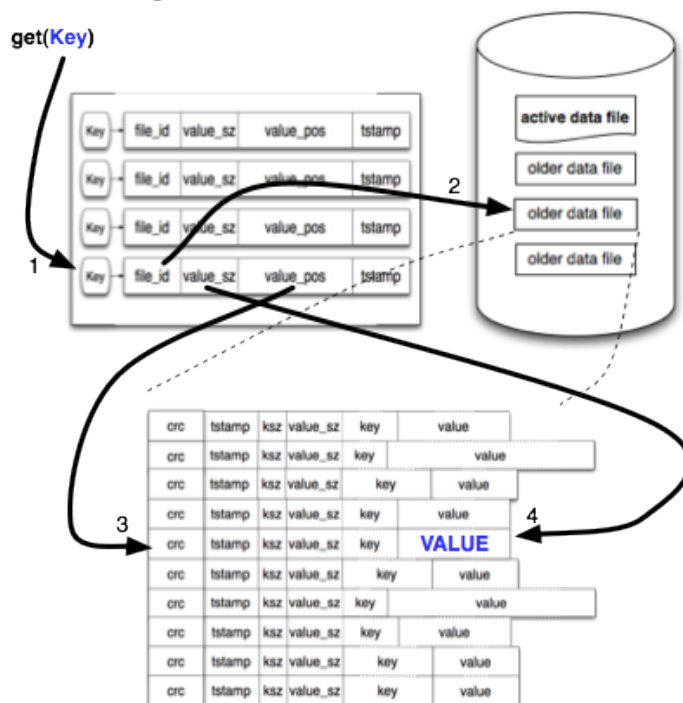 get(Key)
Key file_id value_sz value_pos tstamp
Key file_id value_sz value_pos tstamp
Key file_id value_sz value_pos tstamp
1 Key file_id value_sz value_pos tstamp
2
active data file
older data file
older data file
older data file
crc tstamp ksz value_sz key value
crc tstamp ksz value_sz key value
crc tstamp ksz value_sz key value
crc tstamp ksz value_sz key value
3 crc tstamp ksz value_sz key VALUE 4
crc tstamp ksz value_sz key value
crc tstamp ksz value_sz key value
crc tstamp ksz value_sz key value
crc tstamp ksz value_sz key value
crc tstamp ksz value_sz key value